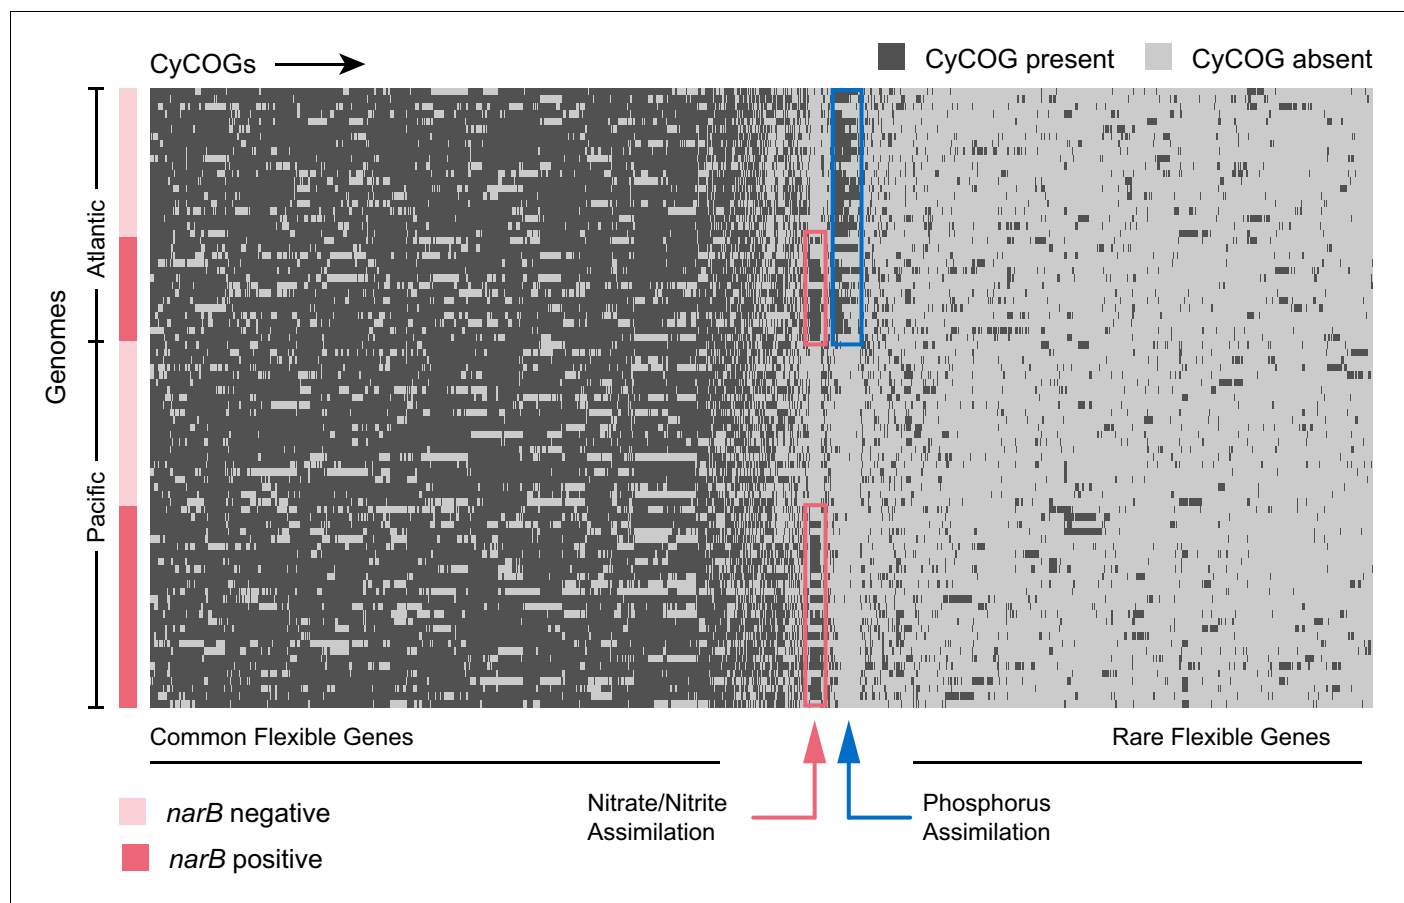 CyCOGs
CyCOG present
CyCOG absent
Genomes
Atlantic
Pacific
Common Flexible Genes
Rare Flexible Genes
narB negative
narB positive
Nitrate/Nitrite
Assimilation
Phosphorus
Assimilation